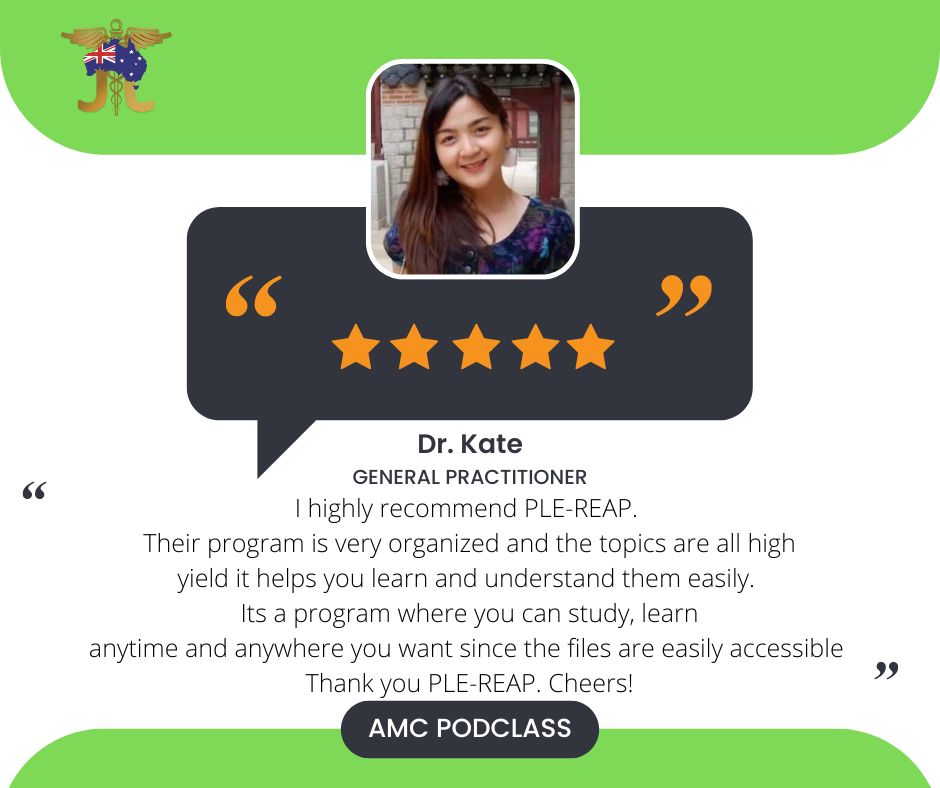 Dr. Kate
GENERAL PRACTITIONER
I highly recommend PLE-REAP.
Their program is very organized and the topics are all high
yield it helps you learn and understand them easily.
Its a program where you can study, learn
anytime and anywhere you want since the files are easily accessible
Thank you PLE-REAP. Cheers!
AMC PODCLASS